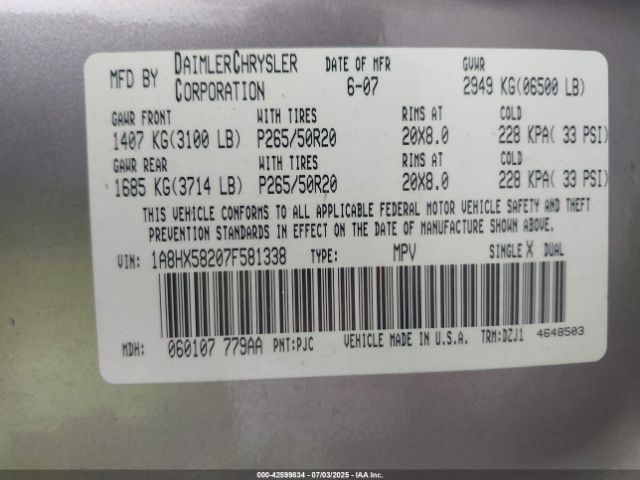 MFD BY DAIMLERCHRYSLER CORPORATION DATE OF MFR 6-07 GVWR 2949 KG(06500 LB)
GAWR FRONT WITH TIRES RIMS AT COLD
1407 KG(3100 LB) P265/50R20 20X8.0 228 KPA( 33 PSI)
GAWR REAR WITH TIRES RIMS AT COLD
1685 KG(3714 LB) P265/50R20 20X8.0 228 KPA( 33 PSI)
THIS VEHICLE CONFORMS TO ALL APPLICABLE FEDERAL MOTOR VEHICLE SAFETY AND THEFT
PREVENTION STANDARDS IN EFFECT ON THE DATE OF MANUFACTURE SHOWN ABOVE.
VIN: 1A8HX58207F581338 TYPE: MPV SINGLE X DUAL
MDH: 060107 779AA PNT:PJC VEHICLE MADE IN U.S.A. TRM:DZJ1 4648503
000-42599834 | 07/03/2025 - IAA Inc.